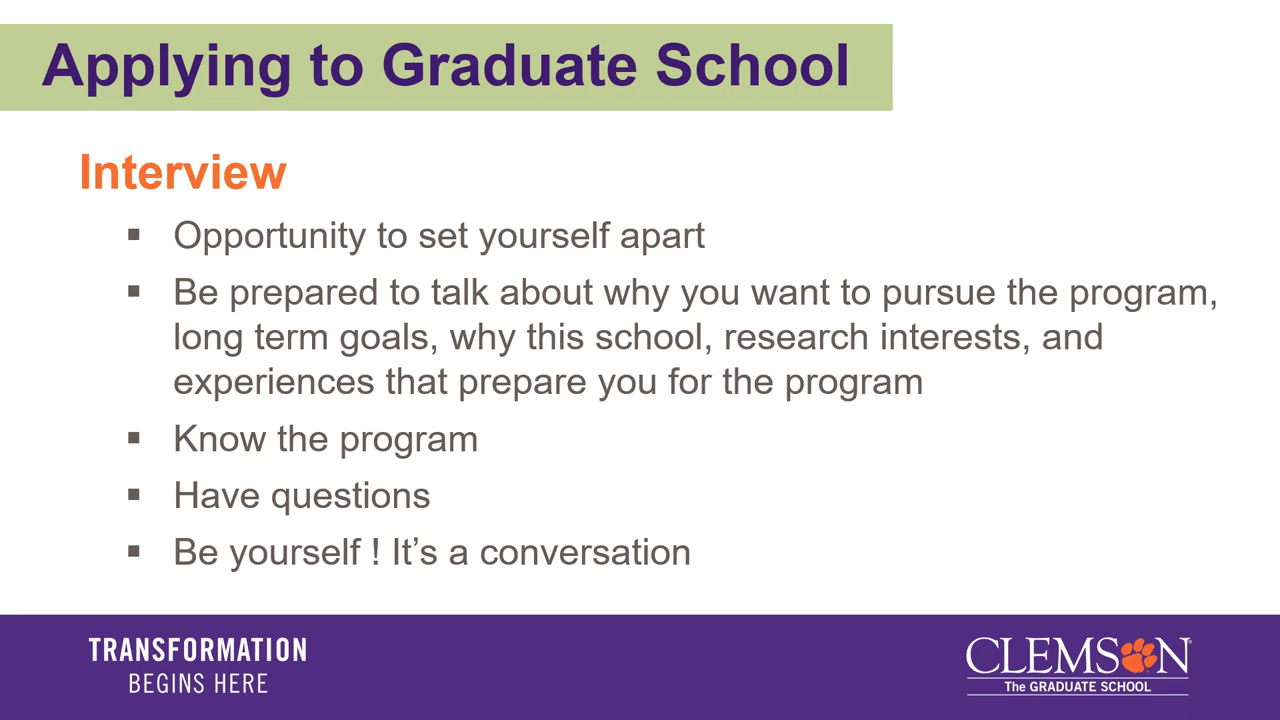 Applying to Graduate School
Interview
▪ Opportunity to set yourself apart
▪ Be prepared to talk about why you want to pursue the program,
long term goals, why this school, research interests, and
experiences that prepare you for the program
▪ Know the program
▪ Have questions
▪ Be yourself ! It’s a conversation
TRANSFORMATION
BEGINS HERE
CLEMSON®
The GRADUATE SCHOOL